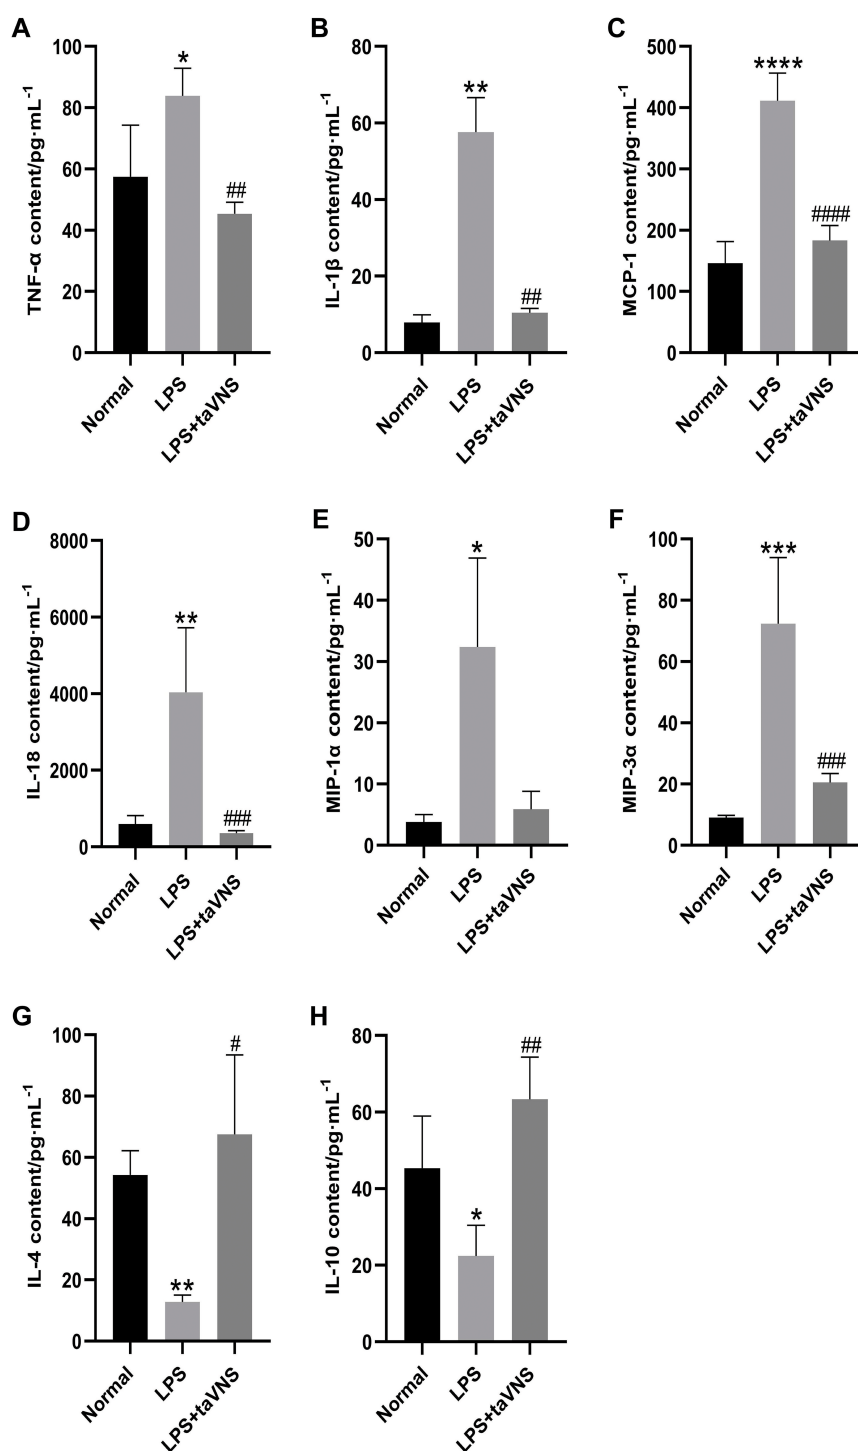 A
TNF-α content/pg·mL⁻¹
100
80
60
40
20
0
*
##
Normal
LPS
LPS+taVNS
B
IL-1β content/pg·mL⁻¹
80
60
40
20
0
**
##
Normal
LPS
LPS+taVNS
C
MCP-1 content/pg·mL⁻¹
500
400
300
200
100
0
****
####
Normal
LPS
LPS+taVNS
D
IL-18 content/pg·mL⁻¹
8000
6000
4000
2000
0
**
###
Normal
LPS
LPS+taVNS
E
MIP-1α content/pg·mL⁻¹
50
40
30
20
10
0
*
Normal
LPS
LPS+taVNS
F
MIP-3α content/pg·mL⁻¹
100
80
60
40
20
0
***
###
Normal
LPS
LPS+taVNS
G
IL-4 content/pg·mL⁻¹
100
80
60
40
20
0
**
#
Normal
LPS
LPS+taVNS
H
IL-10 content/pg·mL⁻¹
80
60
40
20
0
*
##
Normal
LPS
LPS+taVNS